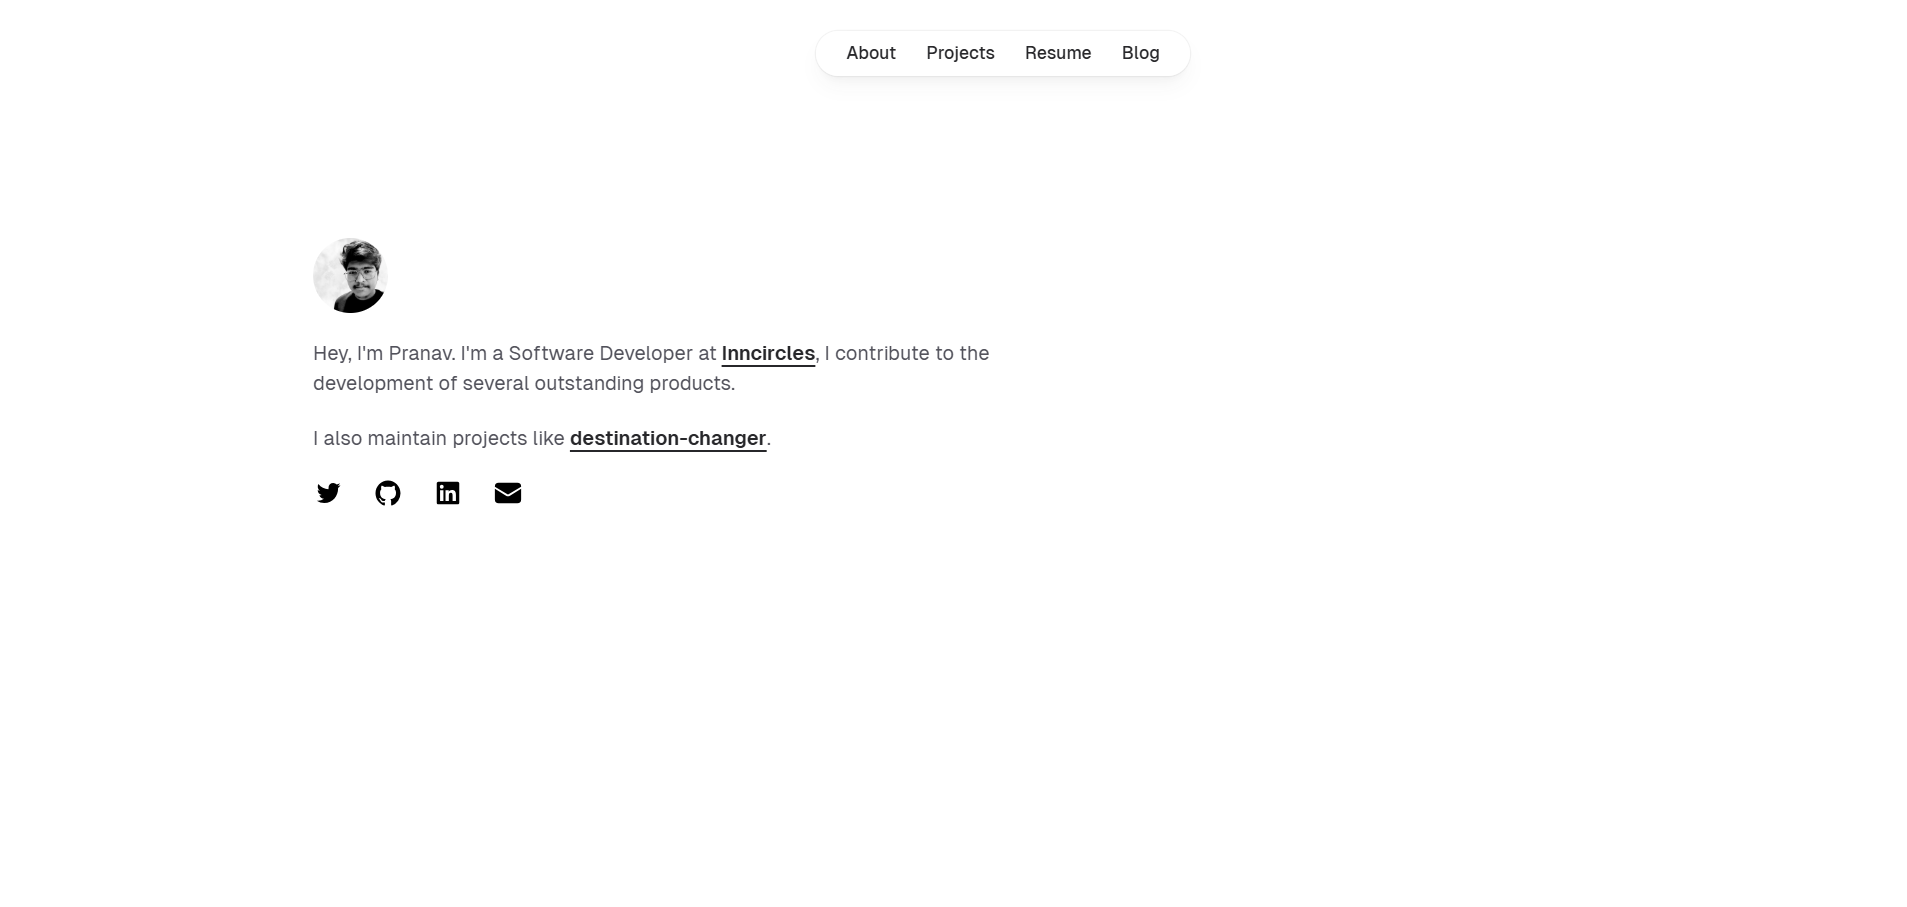 About Projects Resume Blog
Hey, I'm Pranav. I'm a Software Developer at Inncircles, I contribute to the
development of several outstanding products.
I also maintain projects like destination-changer.